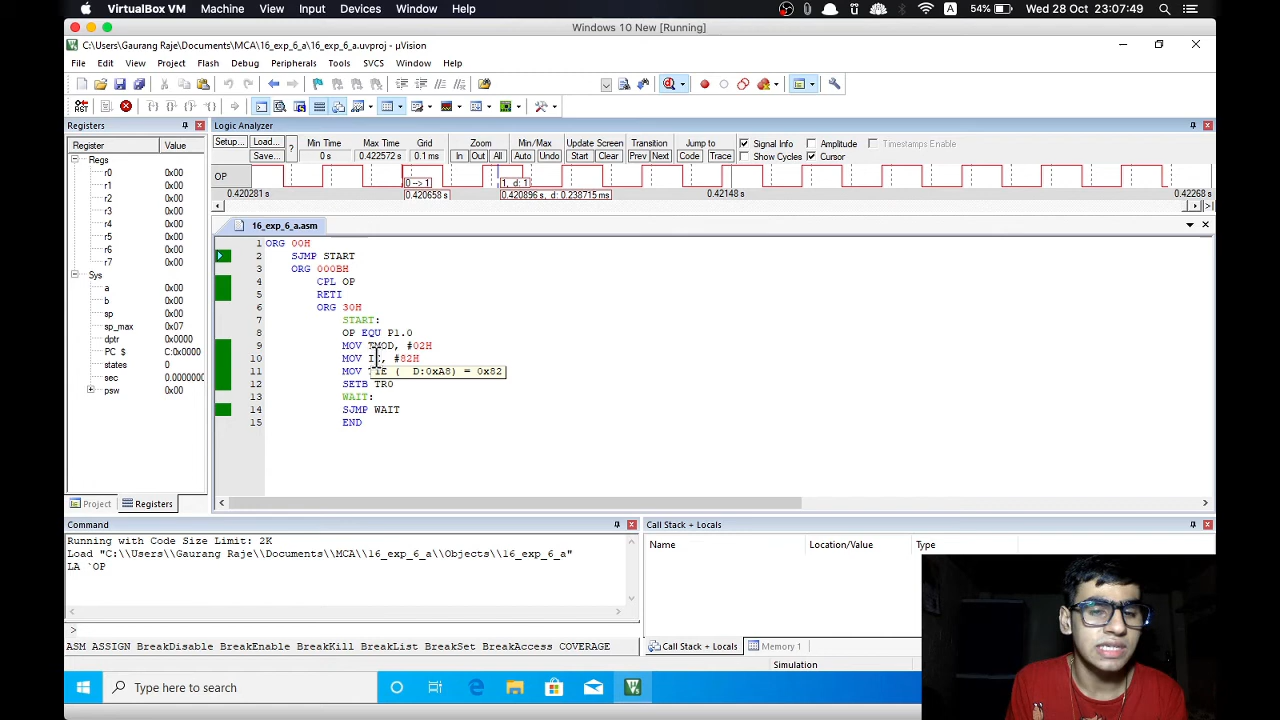 VirtualBox VM Machine View Input Devices Window Help 54% Wed 28 Oct 23:07:49
Windows 10 New [Running]
C:\Users\Gaurang Raje\Documents\MCA\16_exp_6_a\16_exp_6_a.uvproj - µVision
File Edit View Project Flash Debug Peripherals Tools SVCS Window Help
Registers
Register Value
Regs
r0 0x00
r1 0x00
r2 0x00
r3 0x00
r4 0x00
r5 0x00
r6 0x00
r7 0x00
Sys
a 0x00
b 0x00
sp 0x00
sp_max 0x07
dptr 0x0000
PC $ C:0x0000
states 0
sec 0.0000000
psw 0x00
Project Registers
Logic Analyzer
Setup... Load... Save... ? Min Time Max Time Grid Zoom Min/Max Update Screen Transition Jump to Signal Info Amplitude Timestamps Enable
0 s 0.422572 s 0.1 ms In Out All Auto Undo Start Clear Prev Next Code Trace Show Cycles Cursor
OP
0 --> 1 1, d: 1
0.420281 s 0.420658 s 0.420896 s, d: 0.238715 ms 0.42148 s 0.42268 s
16_exp_6_a.asm
1 ORG 00H
2 SJMP START
3 ORG 000BH
4 CPL OP
5 RETI
6 ORG 30H
7 START:
8 OP EQU P1.0
9 MOV TMOD, #02H
10 MOV IE, #82H
11 MOV
IE ( D:0xA8) = 0x82
12 SETB TR0
13 WAIT:
14 SJMP WAIT
15 END
Command
Running with Code Size Limit: 2K
Load "C:\\Users\\Gaurang Raje\\Documents\\MCA\\16_exp_6_a\\Objects\\16_exp_6_a"
LA `OP
>
ASM ASSIGN BreakDisable BreakEnable BreakKill BreakList BreakSet BreakAccess COVERAGE
Call Stack + Locals
Name Location/Value Type
Call Stack + Locals Memory 1
Simulation
Type here to search